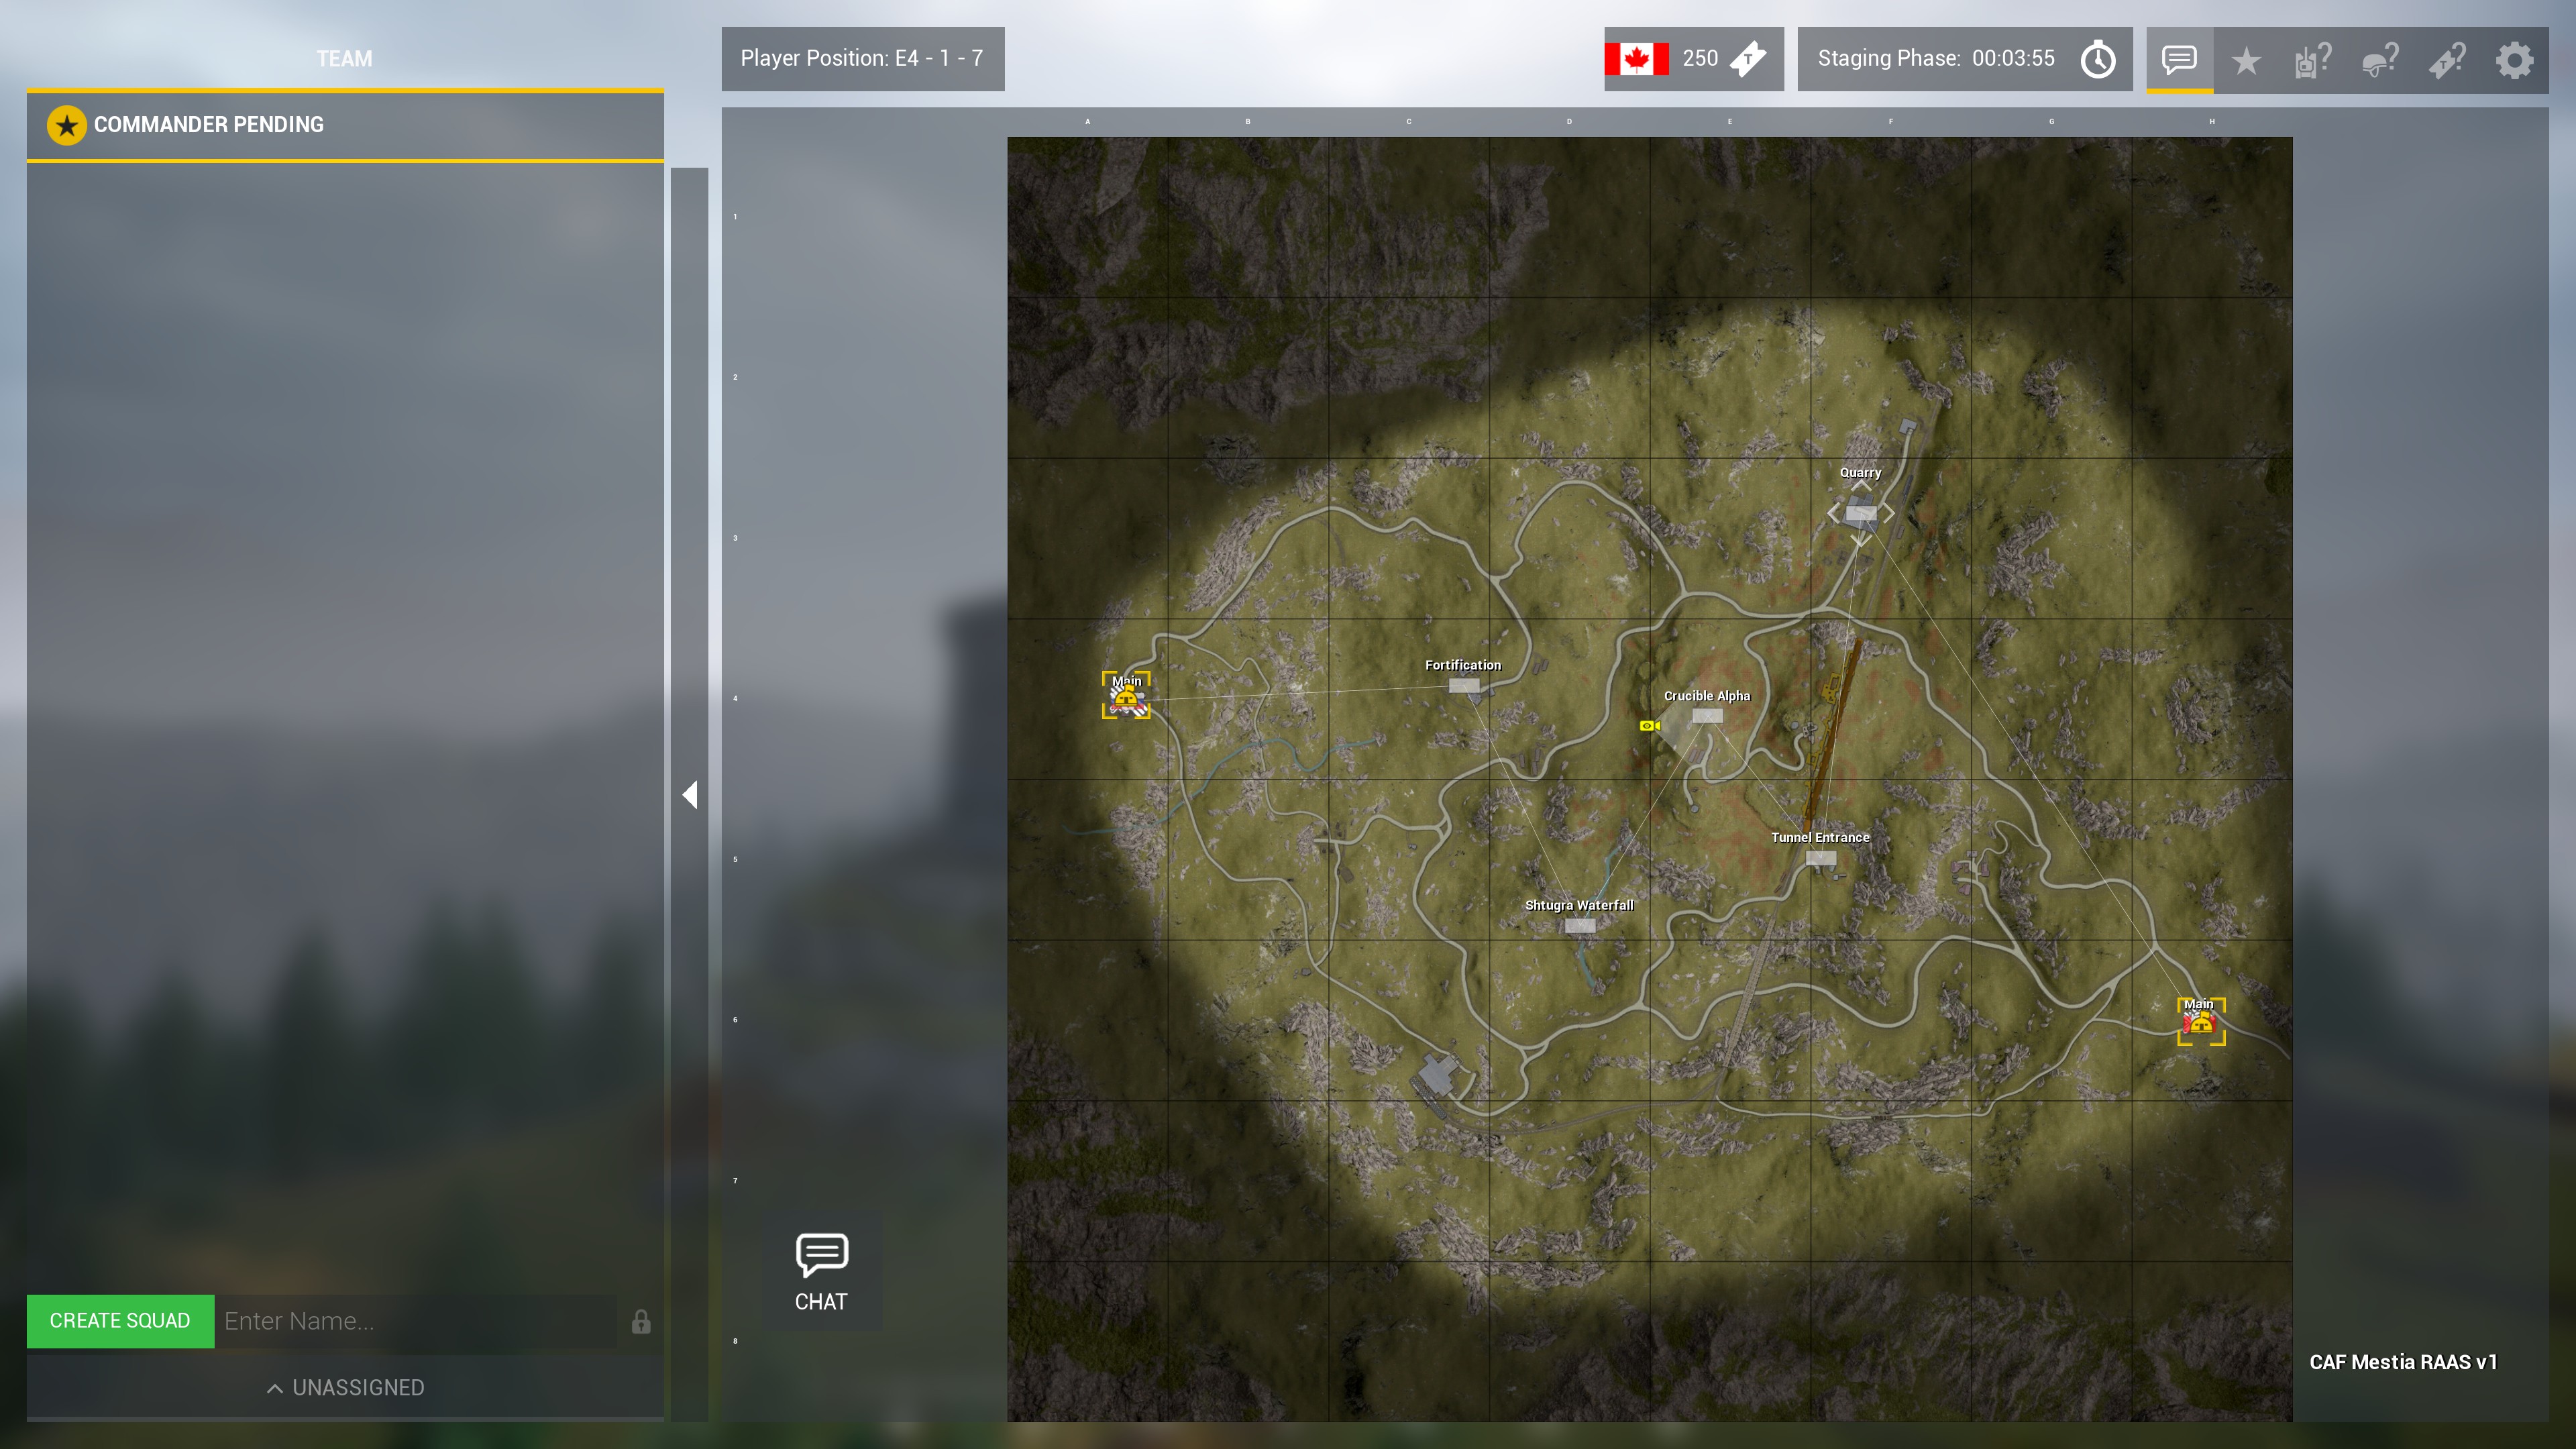 TEAM
Player Position: E4 - 1 - 7
250
Staging Phase: 00:03:55
COMMANDER PENDING
A B C D E F G H
1
2
3
4
5
6
7
8
Quarry
Fortification
Main
Crucible Alpha
Tunnel Entrance
Shtugra Waterfall
Main
CHAT
CREATE SQUAD
Enter Name...
UNASSIGNED
CAF Mestia RAAS v1